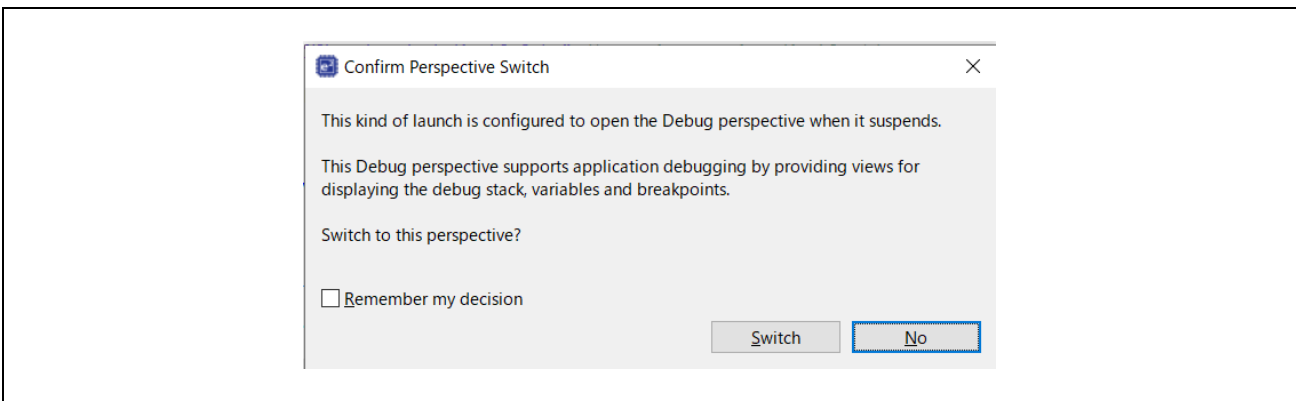 Confirm Perspective Switch
This kind of launch is configured to open the Debug perspective when it suspends.
This Debug perspective supports application debugging by providing views for
displaying the debug stack, variables and breakpoints.
Switch to this perspective?
Remember my decision
Switch
No